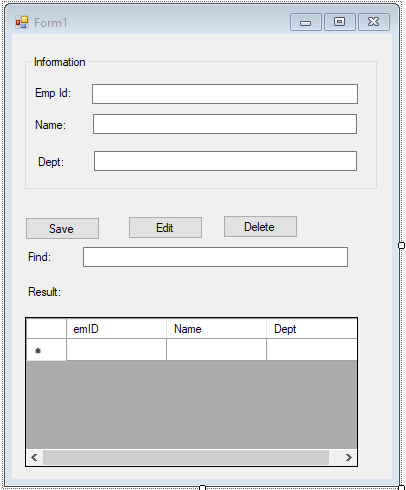 Form1
Information
Emp Id:
Name:
Dept:
Save Edit Delete
Find:
Result:
emID Name Dept